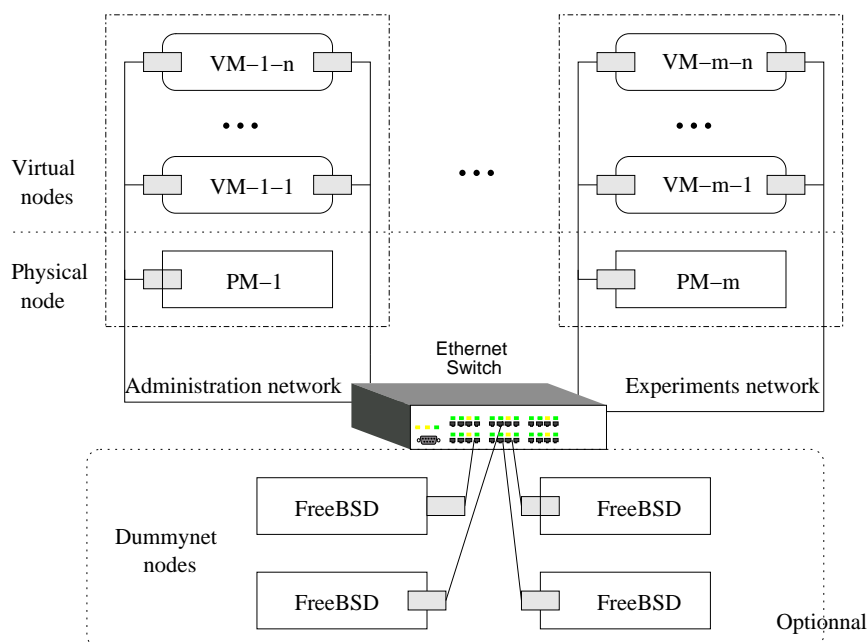 VM−1−n
VM−m−n
Virtual
nodes
VM−1−1
VM−m−1
Physical
node
PM−1
PM−m
Ethernet
Switch
Administration network
Experiments network
FreeBSD
FreeBSD
Dummynet
nodes
FreeBSD
FreeBSD
Optionnal